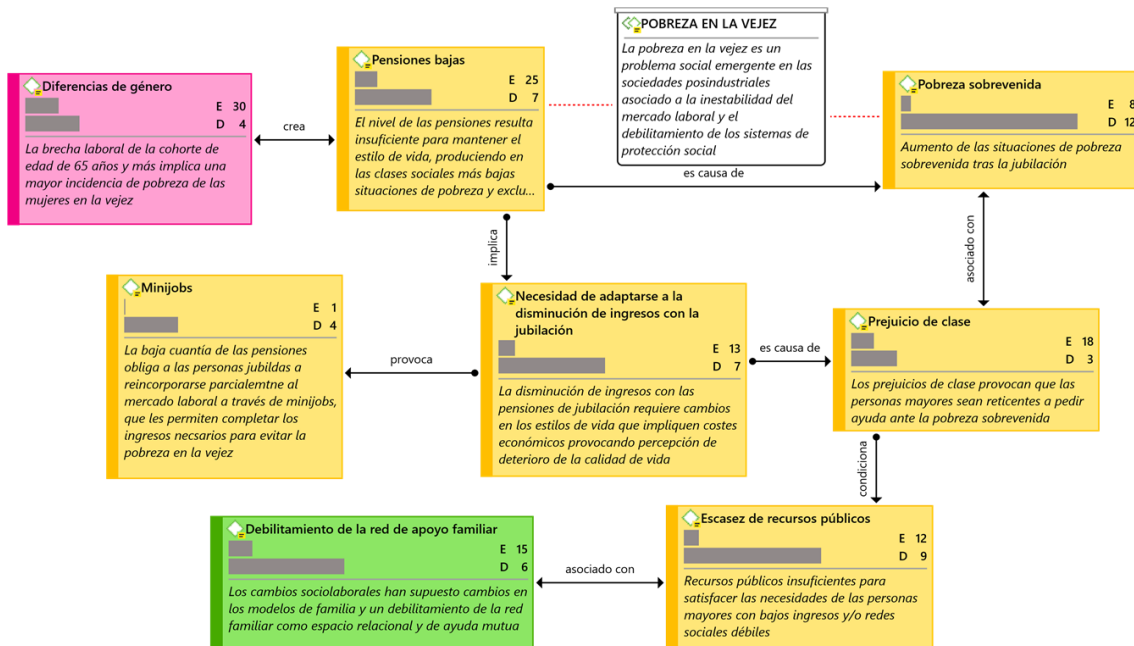 POBREZA EN LA VEJEZ
La pobreza en la vejez es un
problema social emergente en las
sociedades posindustriales
asociado a la inestabilidad del
mercado laboral y el
debilitamiento de los sistemas de
protección social
Diferencias de género
E 30
D 4
La brecha laboral de la cohorte de
edad de 65 años y más implica una
mayor incidencia de pobreza de las
mujeres en la vejez
crea
Pensiones bajas
E 25
D 7
El nivel de las pensiones resulta
insuficiente para mantener el
estilo de vida, produciendo en
las clases sociales más bajas
situaciones de pobreza y exclu...
es causa de
Pobreza sobrevenida
E 8
D 12
Aumento de las situaciones de pobreza
sobrevenida tras la jubilación
implica
asociado con
Minijobs
E 1
D 4
La baja cuantía de las pensiones
obliga a las personas jubildas a
reincorporarse parcialemtne al
mercado laboral a través de minijobs,
que les permiten completar los
ingresos necsarios para evitar la
pobreza en la vejez
provoca
Necesidad de adaptarse a la
disminución de ingresos con la
jubilación
E 13
D 7
La disminución de ingresos con las
pensiones de jubilación requiere cambios
en los estilos de vida que impliquen costes
económicos provocando percepción de
deterioro de la calidad de vida
es causa de
Prejuicio de clase
E 18
D 3
Los prejuicios de clase provocan que las
personas mayores sean reticentes a pedir
ayuda ante la pobreza sobrevenida
condiciona
Debilitamiento de la red de apoyo familiar
E 15
D 6
Los cambios sociolaborales han supuesto cambios en
los modelos de familia y un debilitamiento de la red
familiar como espacio relacional y de ayuda mutua
asociado con
Escasez de recursos públicos
E 12
D 9
Recursos públicos insuficientes para
satisfacer las necesidades de las personas
mayores con bajos ingresos y/o redes
sociales débiles